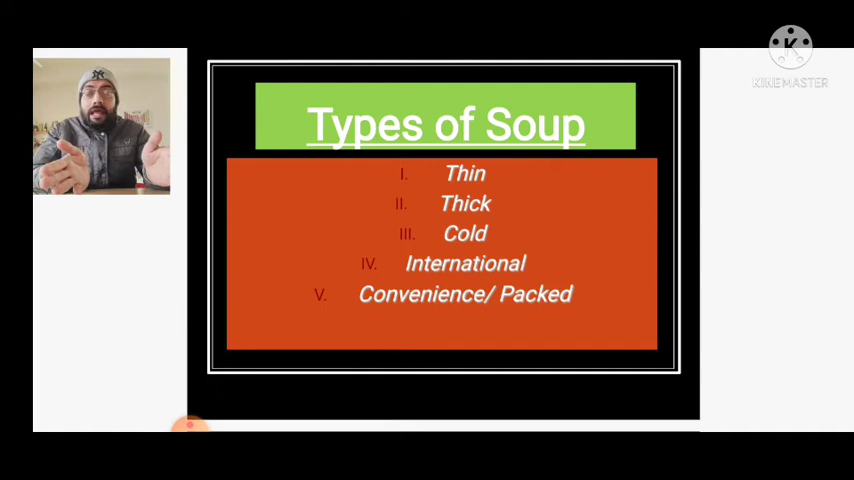 KINEMASTER
Types of Soup
I. Thin
II. Thick
III. Cold
IV. International
V. Convenience/ Packed